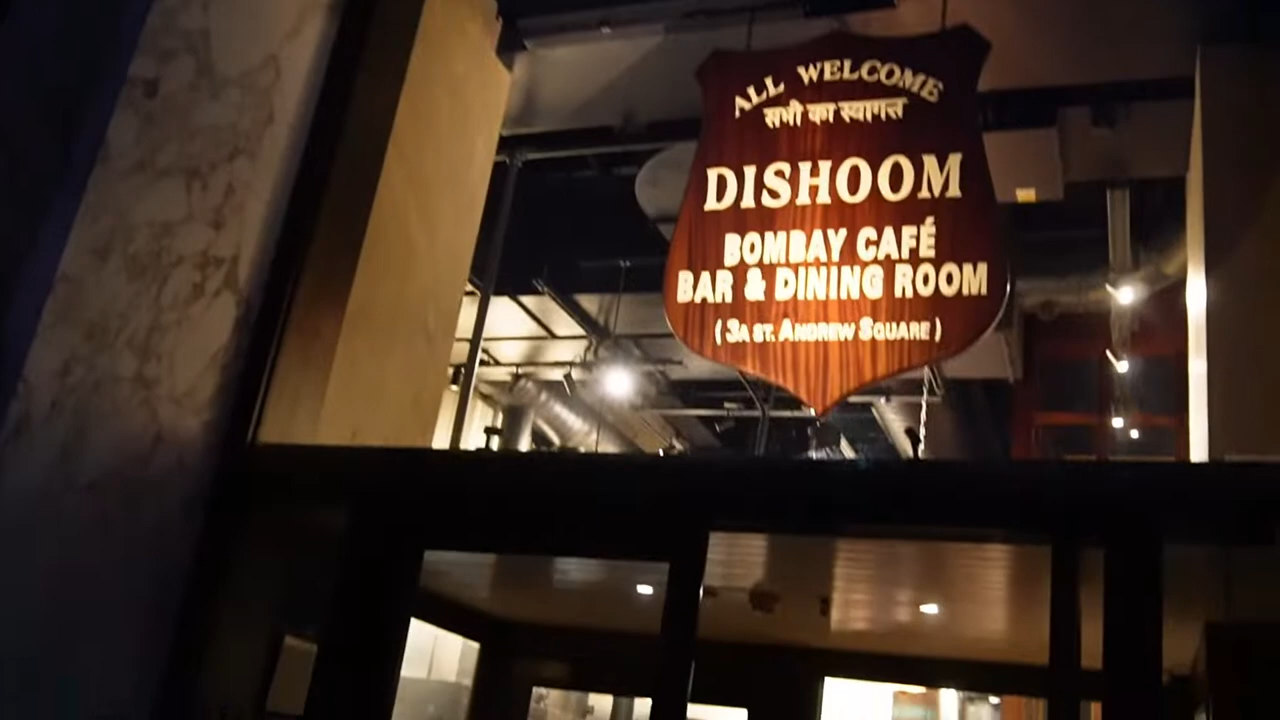 ALL WELCOME
सभी का स्वागत
DISHOOM
BOMBAY CAFÉ
BAR & DINING ROOM
( 3A ST. ANDREW SQUARE )